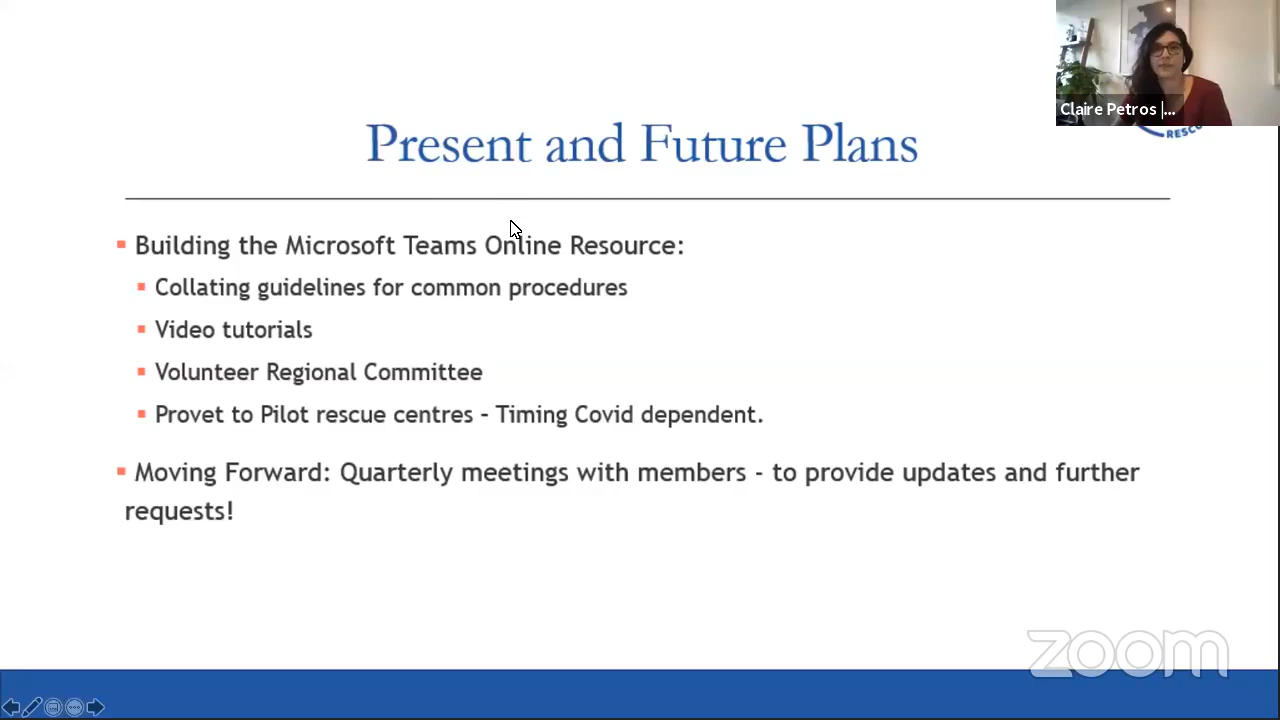 Claire Petros |...
Present and Future Plans
Building the Microsoft Teams Online Resource:
Collating guidelines for common procedures
Video tutorials
Volunteer Regional Committee
Provet to Pilot rescue centres – Timing Covid dependent.
Moving Forward: Quarterly meetings with members - to provide updates and further
requests!
zoom